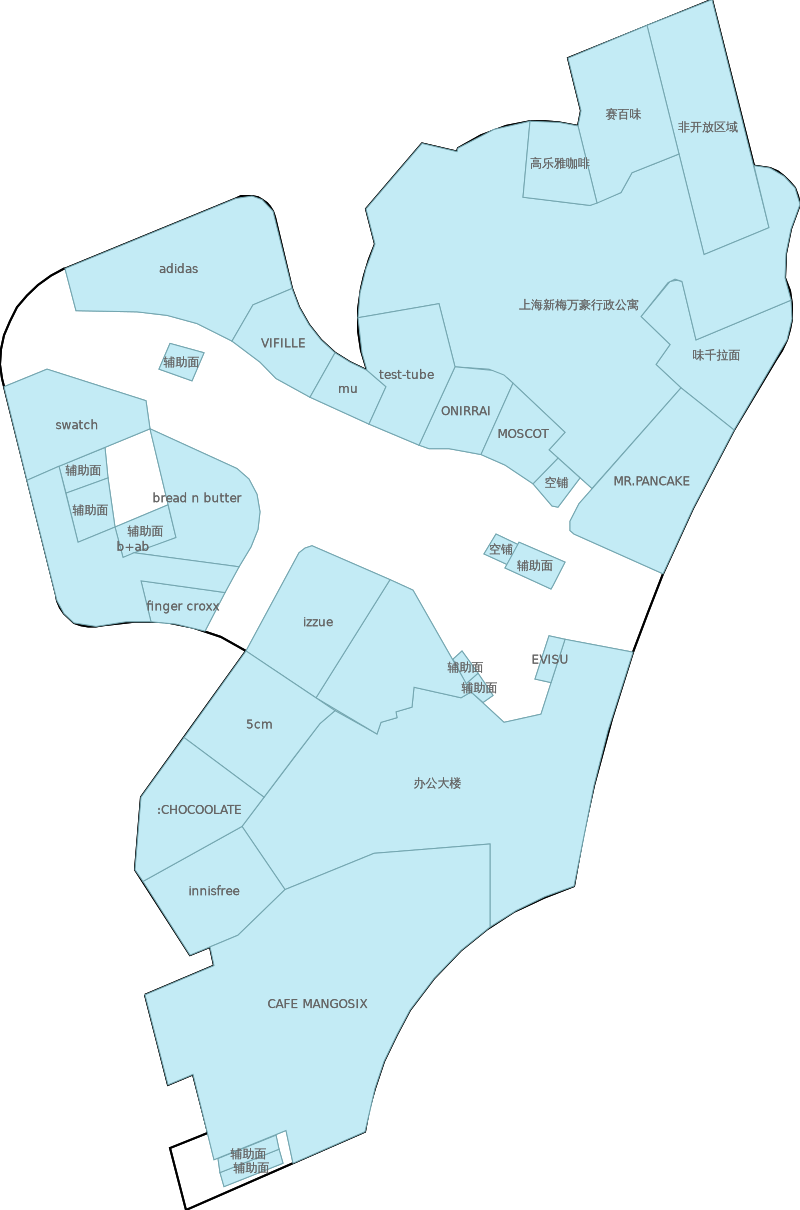 赛百味
非开放区域
高乐雅咖啡
adidas
上海新梅万豪行政公寓
VIFILLE
味千拉面
辅助面
test-tube
mu
ONIRRAI
swatch
MOSCOT
辅助面
MR.PANCAKE
空铺
bread n butter
辅助面
辅助面
b+ab
空铺
辅助面
finger croxx
izzue
EVISU
辅助面
辅助面
5cm
办公大楼
:CHOCOOLATE
innisfree
CAFE MANGOSIX
辅助面
辅助面